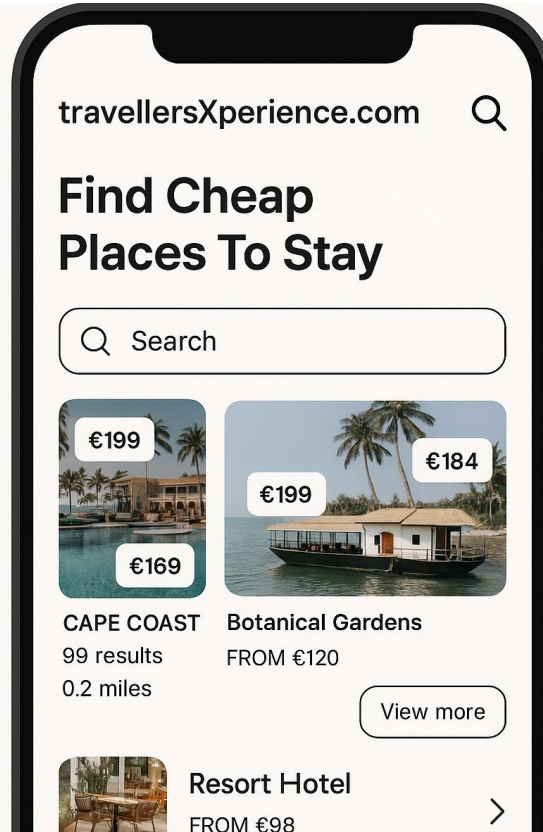 travellersXperience.com
Find Cheap
Places To Stay
Search
€199
€169
€199
€184
CAPE COAST
99 results
0.2 miles
Botanical Gardens
FROM €120
View more
Resort Hotel
FROM €98